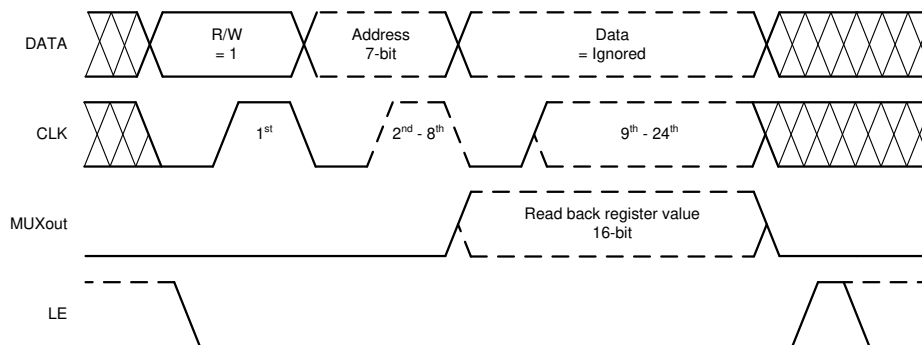 DATA
R/W
= 1
Address
7-bit
Data
= Ignored
CLK
1st
2nd - 8th
9th - 24th
MUXout
Read back register value
16-bit
LE